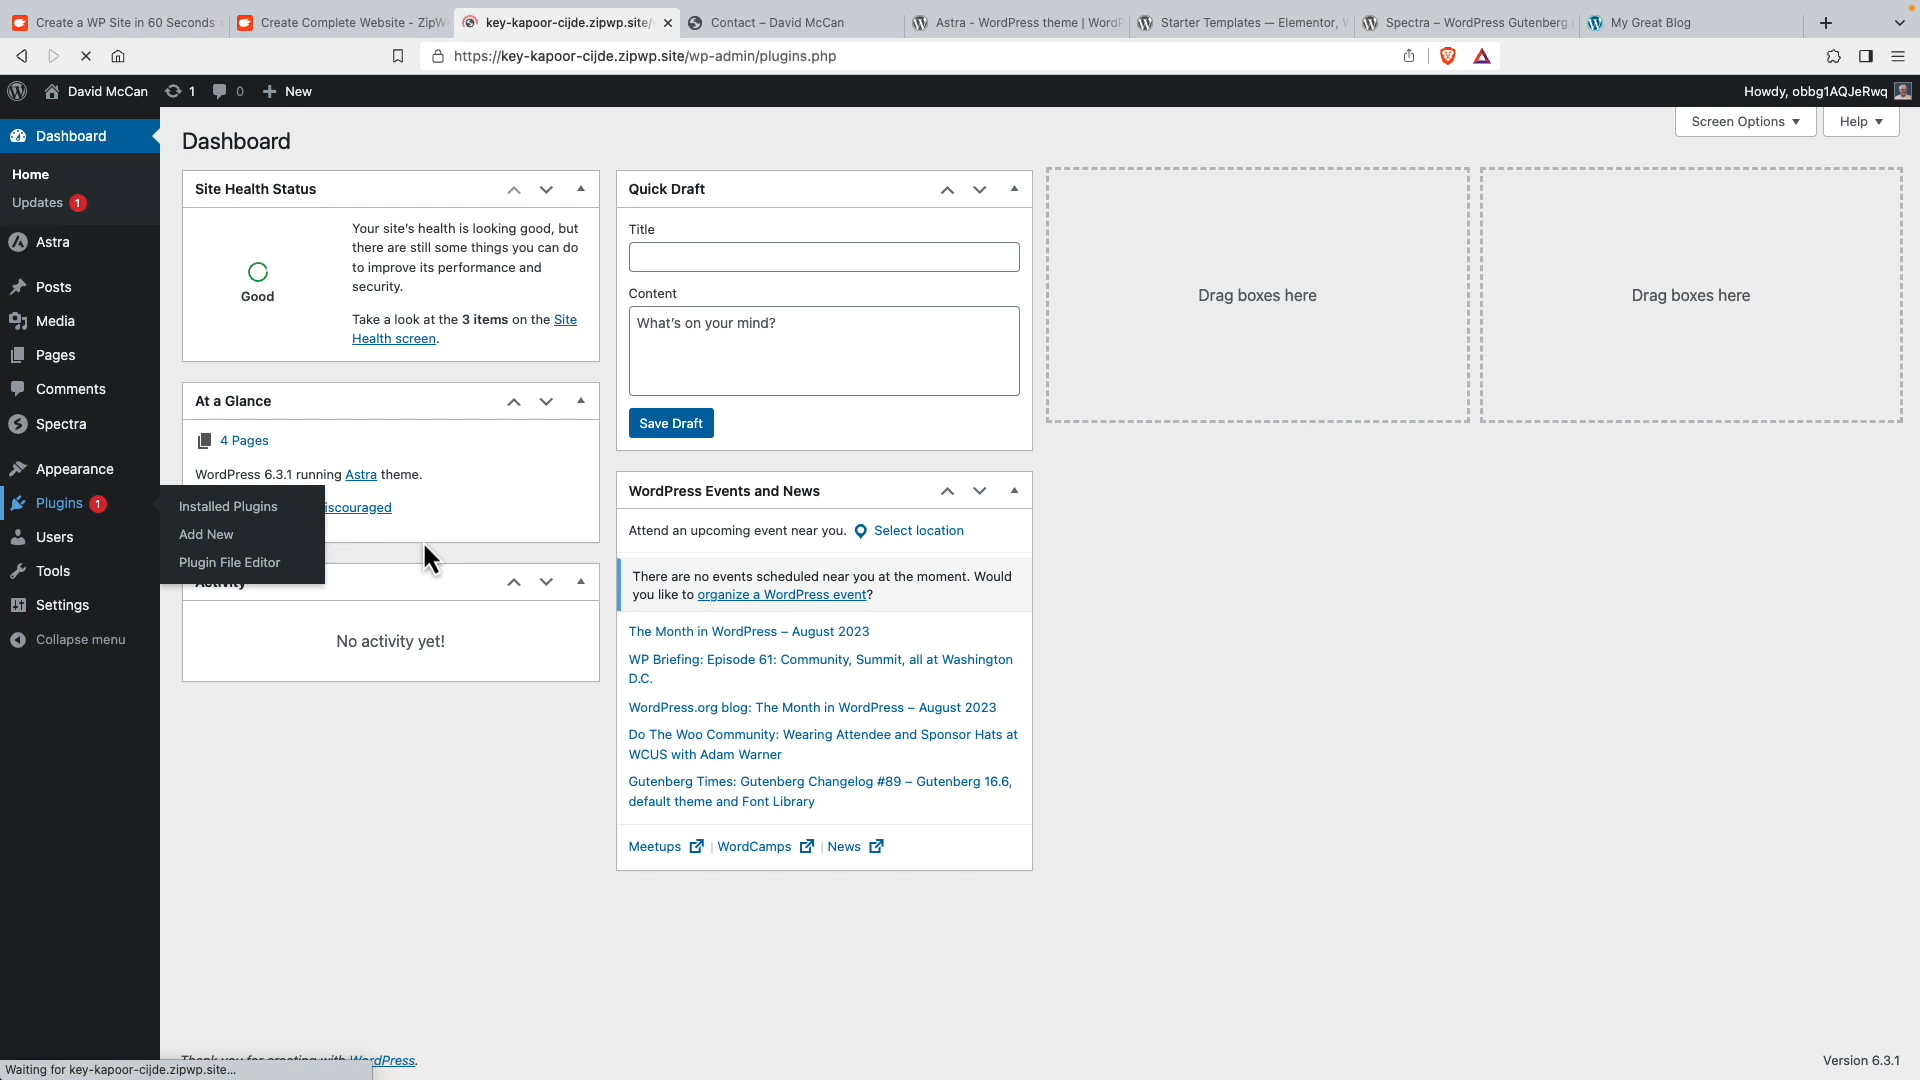 Create a WP Site in 60 Seconds
Create Complete Website - ZipW
key-kapoor-cijde.zipwp.site/
Contact – David McCan
Astra - WordPress theme | Word
Starter Templates — Elementor,
Spectra – WordPress Gutenberg
My Great Blog
https://key-kapoor-cijde.zipwp.site/wp-admin/plugins.php
David McCan
1
0
New
Howdy, obbg1AQJeRwq
Dashboard
Home
Updates 1
Astra
Posts
Media
Pages
Comments
Spectra
Appearance
Plugins 1
Users
Tools
Settings
Collapse menu
Installed Plugins
Add New
Plugin File Editor
Screen Options
Help
Dashboard
Site Health Status
Good
Your site's health is looking good, but
there are still some things you can do
to improve its performance and
security.
Take a look at the 3 items on the Site
Health screen.
At a Glance
4 Pages
WordPress 6.3.1 running Astra theme.
iscouraged
Activity
No activity yet!
Quick Draft
Title
Content
What's on your mind?
Save Draft
WordPress Events and News
Attend an upcoming event near you. Select location
There are no events scheduled near you at the moment. Would
you like to organize a WordPress event?
The Month in WordPress – August 2023
WP Briefing: Episode 61: Community, Summit, all at Washington
D.C.
WordPress.org blog: The Month in WordPress – August 2023
Do The Woo Community: Wearing Attendee and Sponsor Hats at
WCUS with Adam Warner
Gutenberg Times: Gutenberg Changelog #89 – Gutenberg 16.6,
default theme and Font Library
Meetups | WordCamps | News
Drag boxes here
Drag boxes here
Thank you for creating with WordPress.
Version 6.3.1
Waiting for key-kapoor-cijde.zipwp.site...